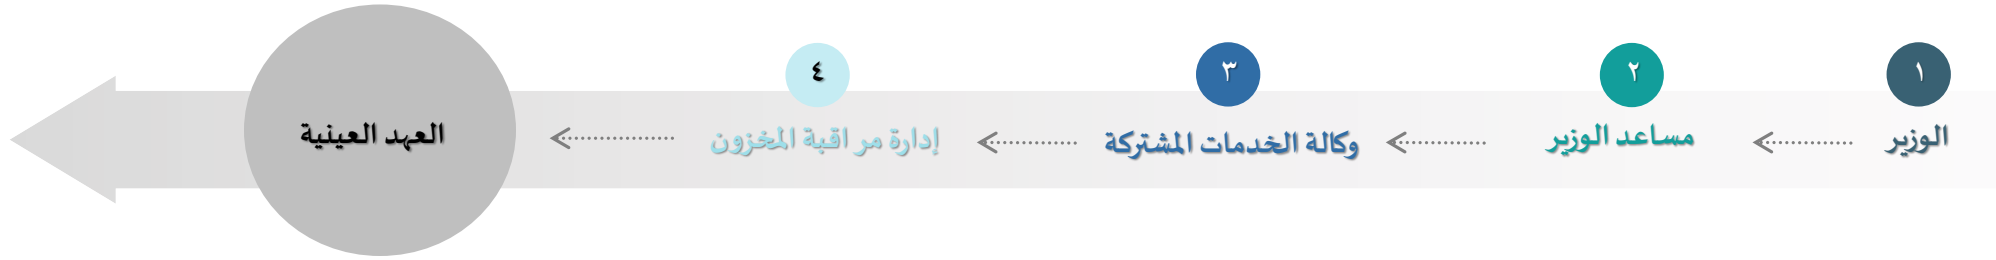 ١
الوزير
٢
مساعد الوزير
٣
وكالة الخدمات المشتركة
٤
إدارة مراقبة المخزون
العهد العينية